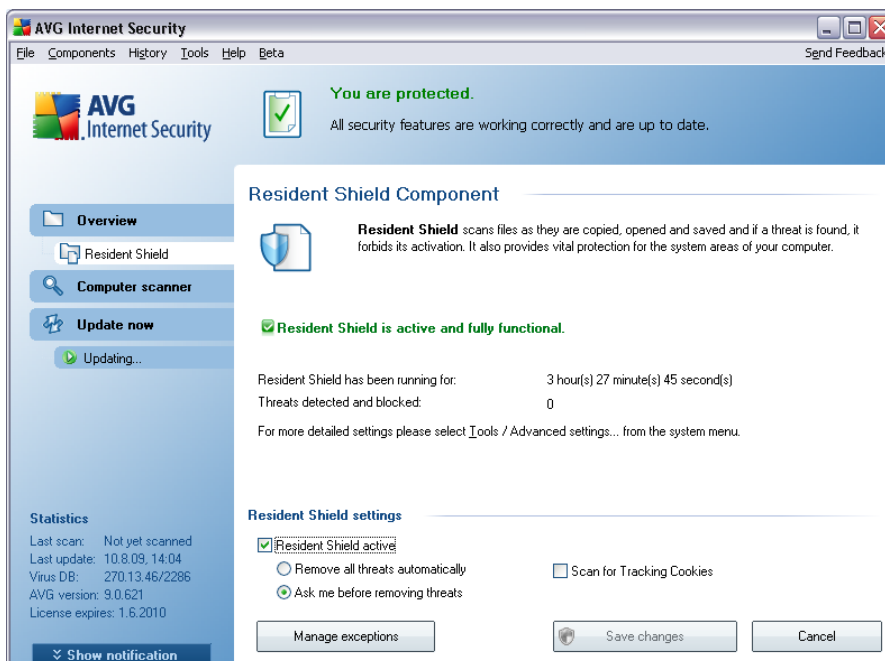 AVG Internet Security
File Components History Tools Help Beta Send Feedback
AVG
Internet Security
You are protected.
All security features are working correctly and are up to date.
Overview
Resident Shield
Computer scanner
Update now
Updating...
Resident Shield Component
Resident Shield scans files as they are copied, opened and saved and if a threat is found, it
forbids its activation. It also provides vital protection for the system areas of your computer.
Resident Shield is active and fully functional.
Resident Shield has been running for: 3 hour(s) 27 minute(s) 45 second(s)
Threats detected and blocked: 0
For more detailed settings please select Tools / Advanced settings... from the system menu.
Resident Shield settings
Resident Shield active
Remove all threats automatically
Scan for Tracking Cookies
Ask me before removing threats
Manage exceptions Save changes Cancel
Statistics
Last scan: Not yet scanned
Last update: 10.8.09, 14:04
Virus DB: 270.13.46/2286
AVG version: 9.0.621
License expires: 1.6.2010
Show notification